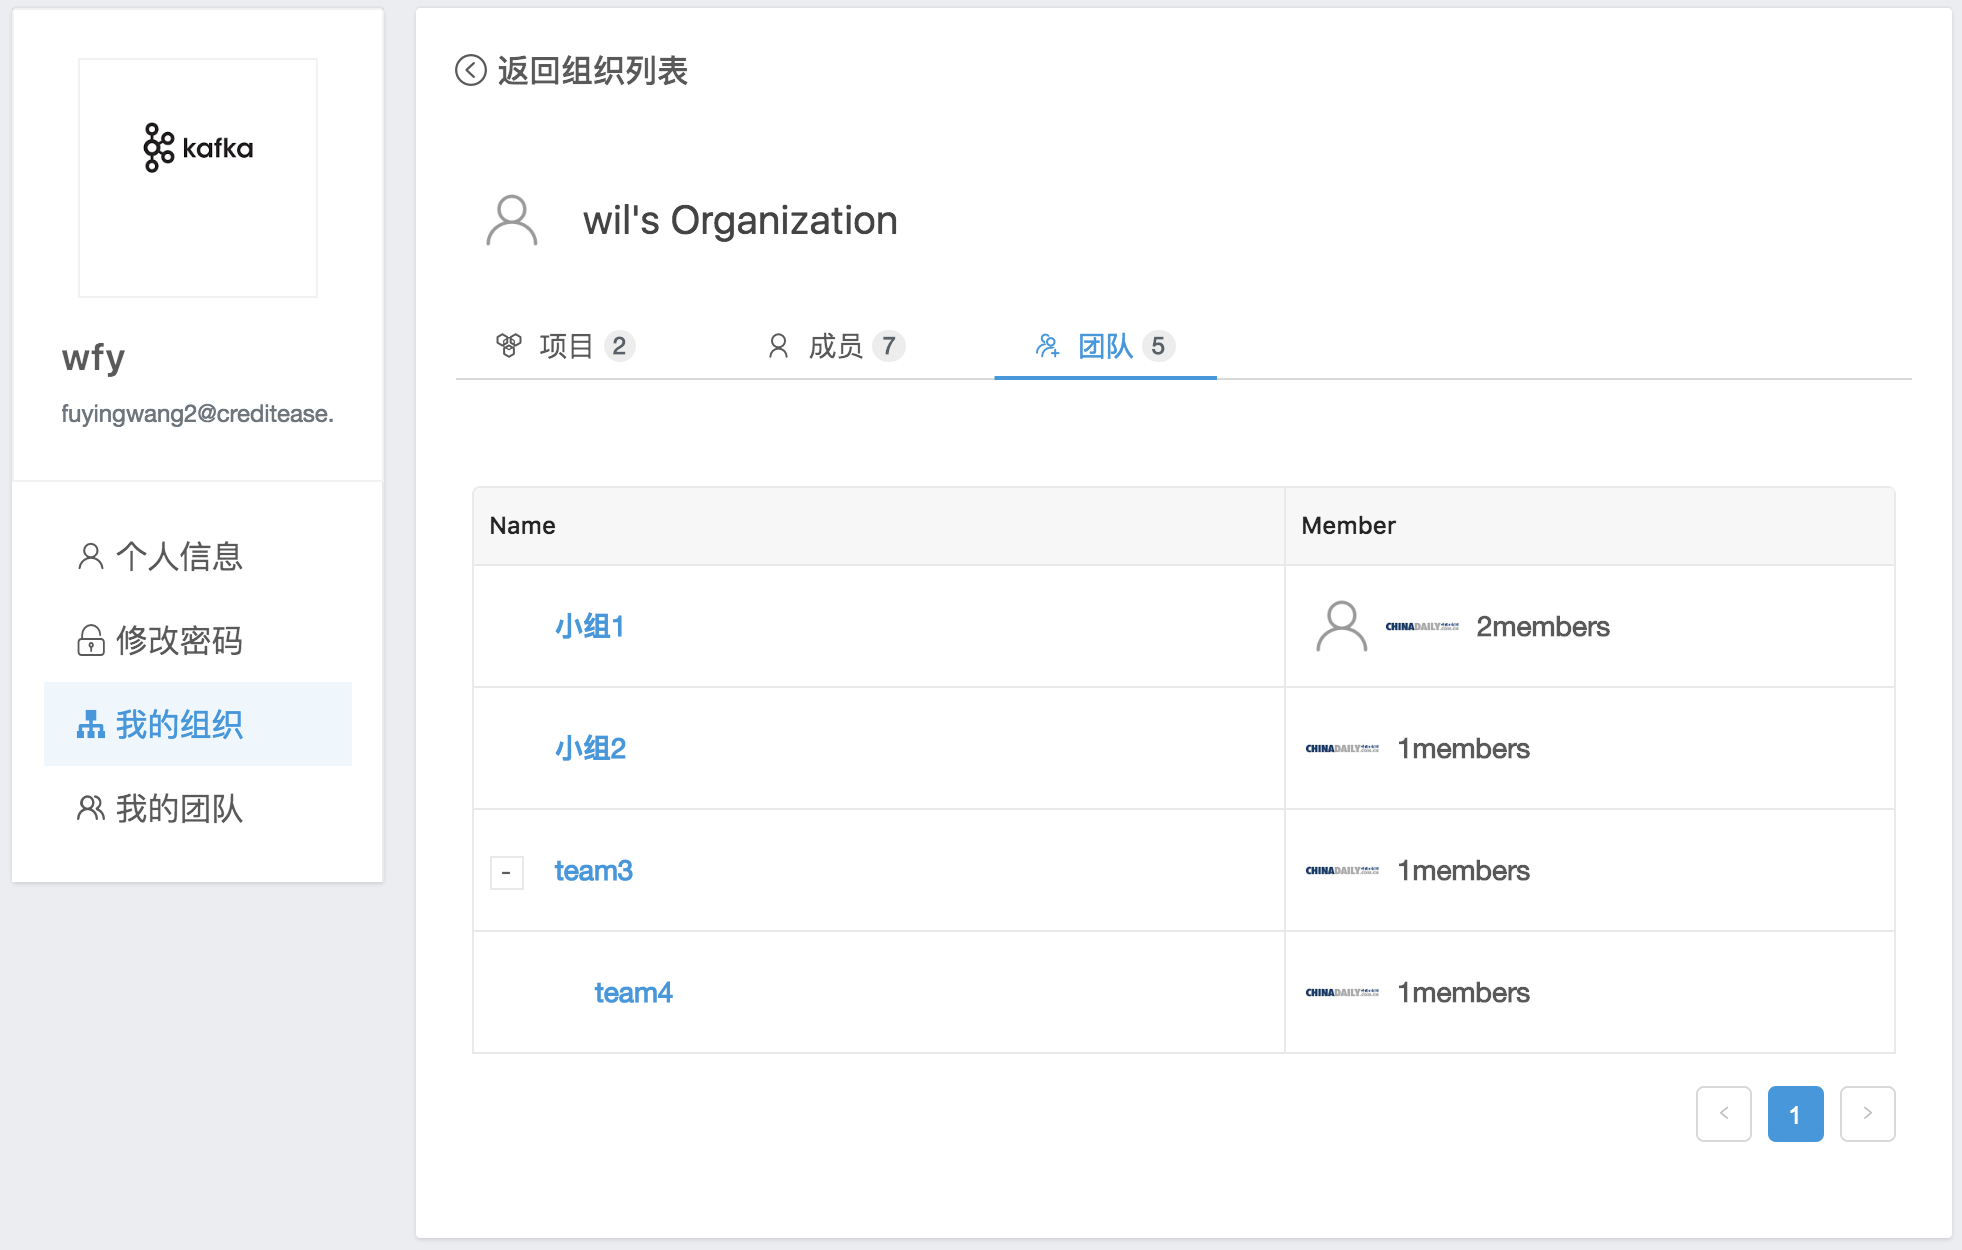 kafka
wfy
fuyingwang2@creditease.
个人信息
修改密码
我的组织
我的团队
返回组织列表
wil's Organization
项目 2
成员 7
团队 5
Name Member
小组1 CHINADAILY 2members
小组2 CHINADAILY 1members
- team3 CHINADAILY 1members
team4 CHINADAILY 1members
< 1 >